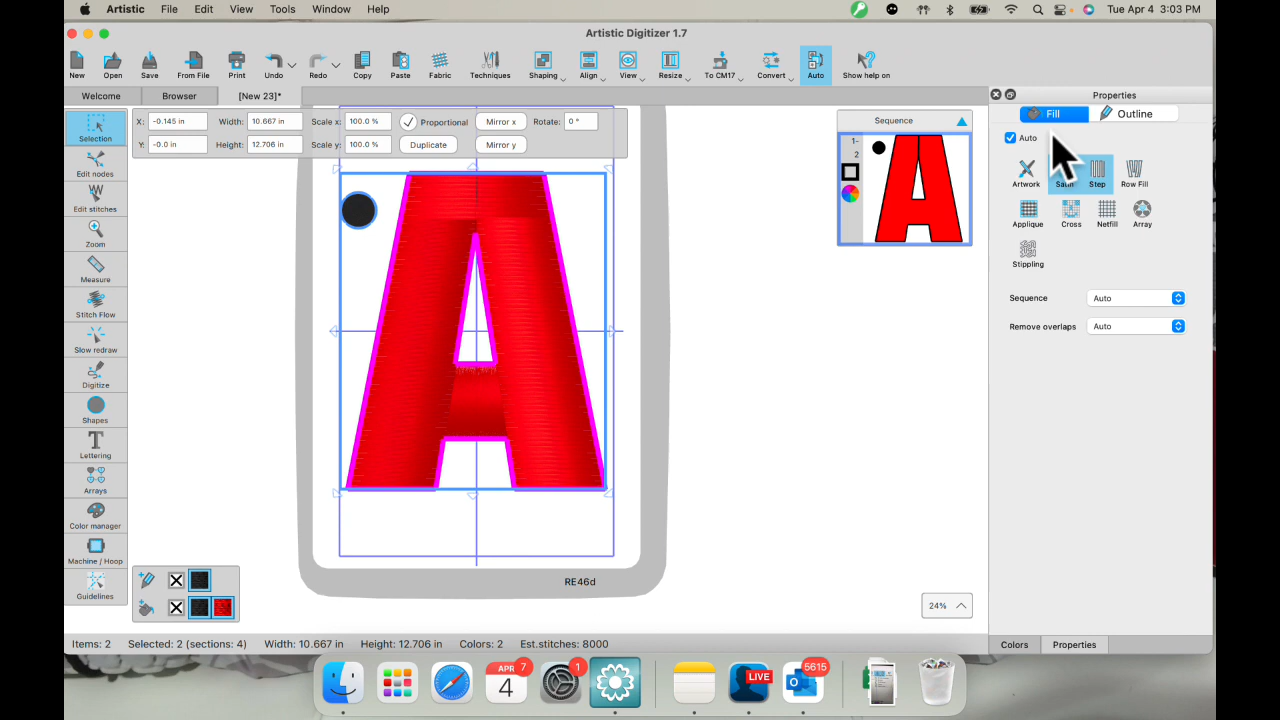 Artistic File Edit View Tools Window Help Tue Apr 4 3:03 PM
Artistic Digitizer 1.7
New Open Save From File Print Undo Redo Copy Paste Fabric Techniques Shaping Align View Resize To CM17 Convert Auto Show help on
Welcome Browser [New 23]*
Properties
Fill Outline
X: -0.145 in Width: 10.667 in Scale x: 100.0 % Proportional Mirror x Rotate: 0 °
Y: -0.0 in Height: 12.706 in Scale y: 100.0 % Duplicate Mirror y
Sequence
1-
2
Auto
Artwork Satin Step Row Fill
Applique Cross Netfill Array
Stippling
Sequence Auto
Remove overlaps Auto
Selection
Edit nodes
Edit stitches
Zoom
Measure
Stitch Flow
Slow redraw
Digitize
Shapes
Lettering
Arrays
Color manager
Machine / Hoop
Guidelines
A
A
RE46d
24%
Items: 2 Selected: 2 (sections: 4) Width: 10.667 in Height: 12.706 in Colors: 2 Est.stitches: 8000
Colors Properties
APR 7
4
1
LIVE
5615